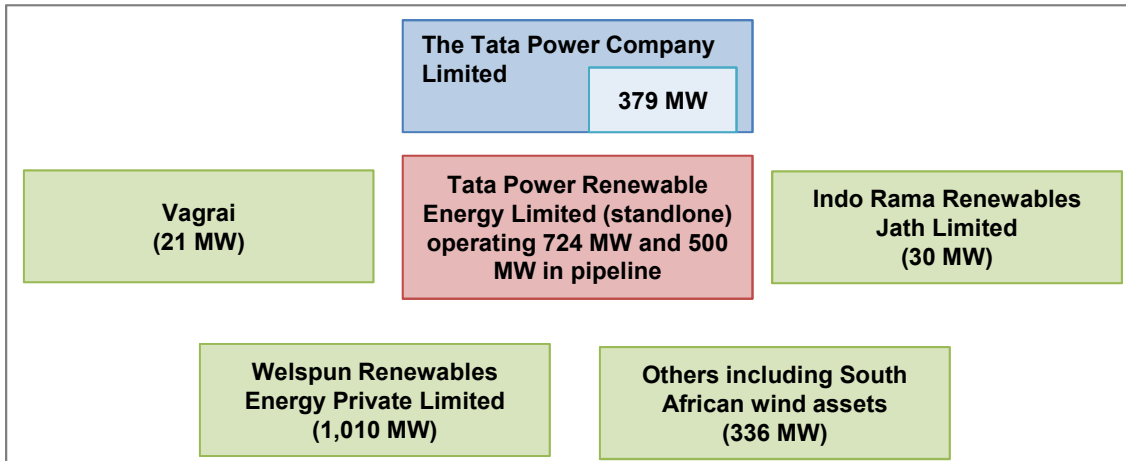 The Tata Power Company
Limited
379 MW
Vagrai
(21 MW)
Tata Power Renewable
Energy Limited (standlone)
operating 724 MW and 500
MW in pipeline
Indo Rama Renewables
Jath Limited
(30 MW)
Welspun Renewables
Energy Private Limited
(1,010 MW)
Others including South
African wind assets
(336 MW)